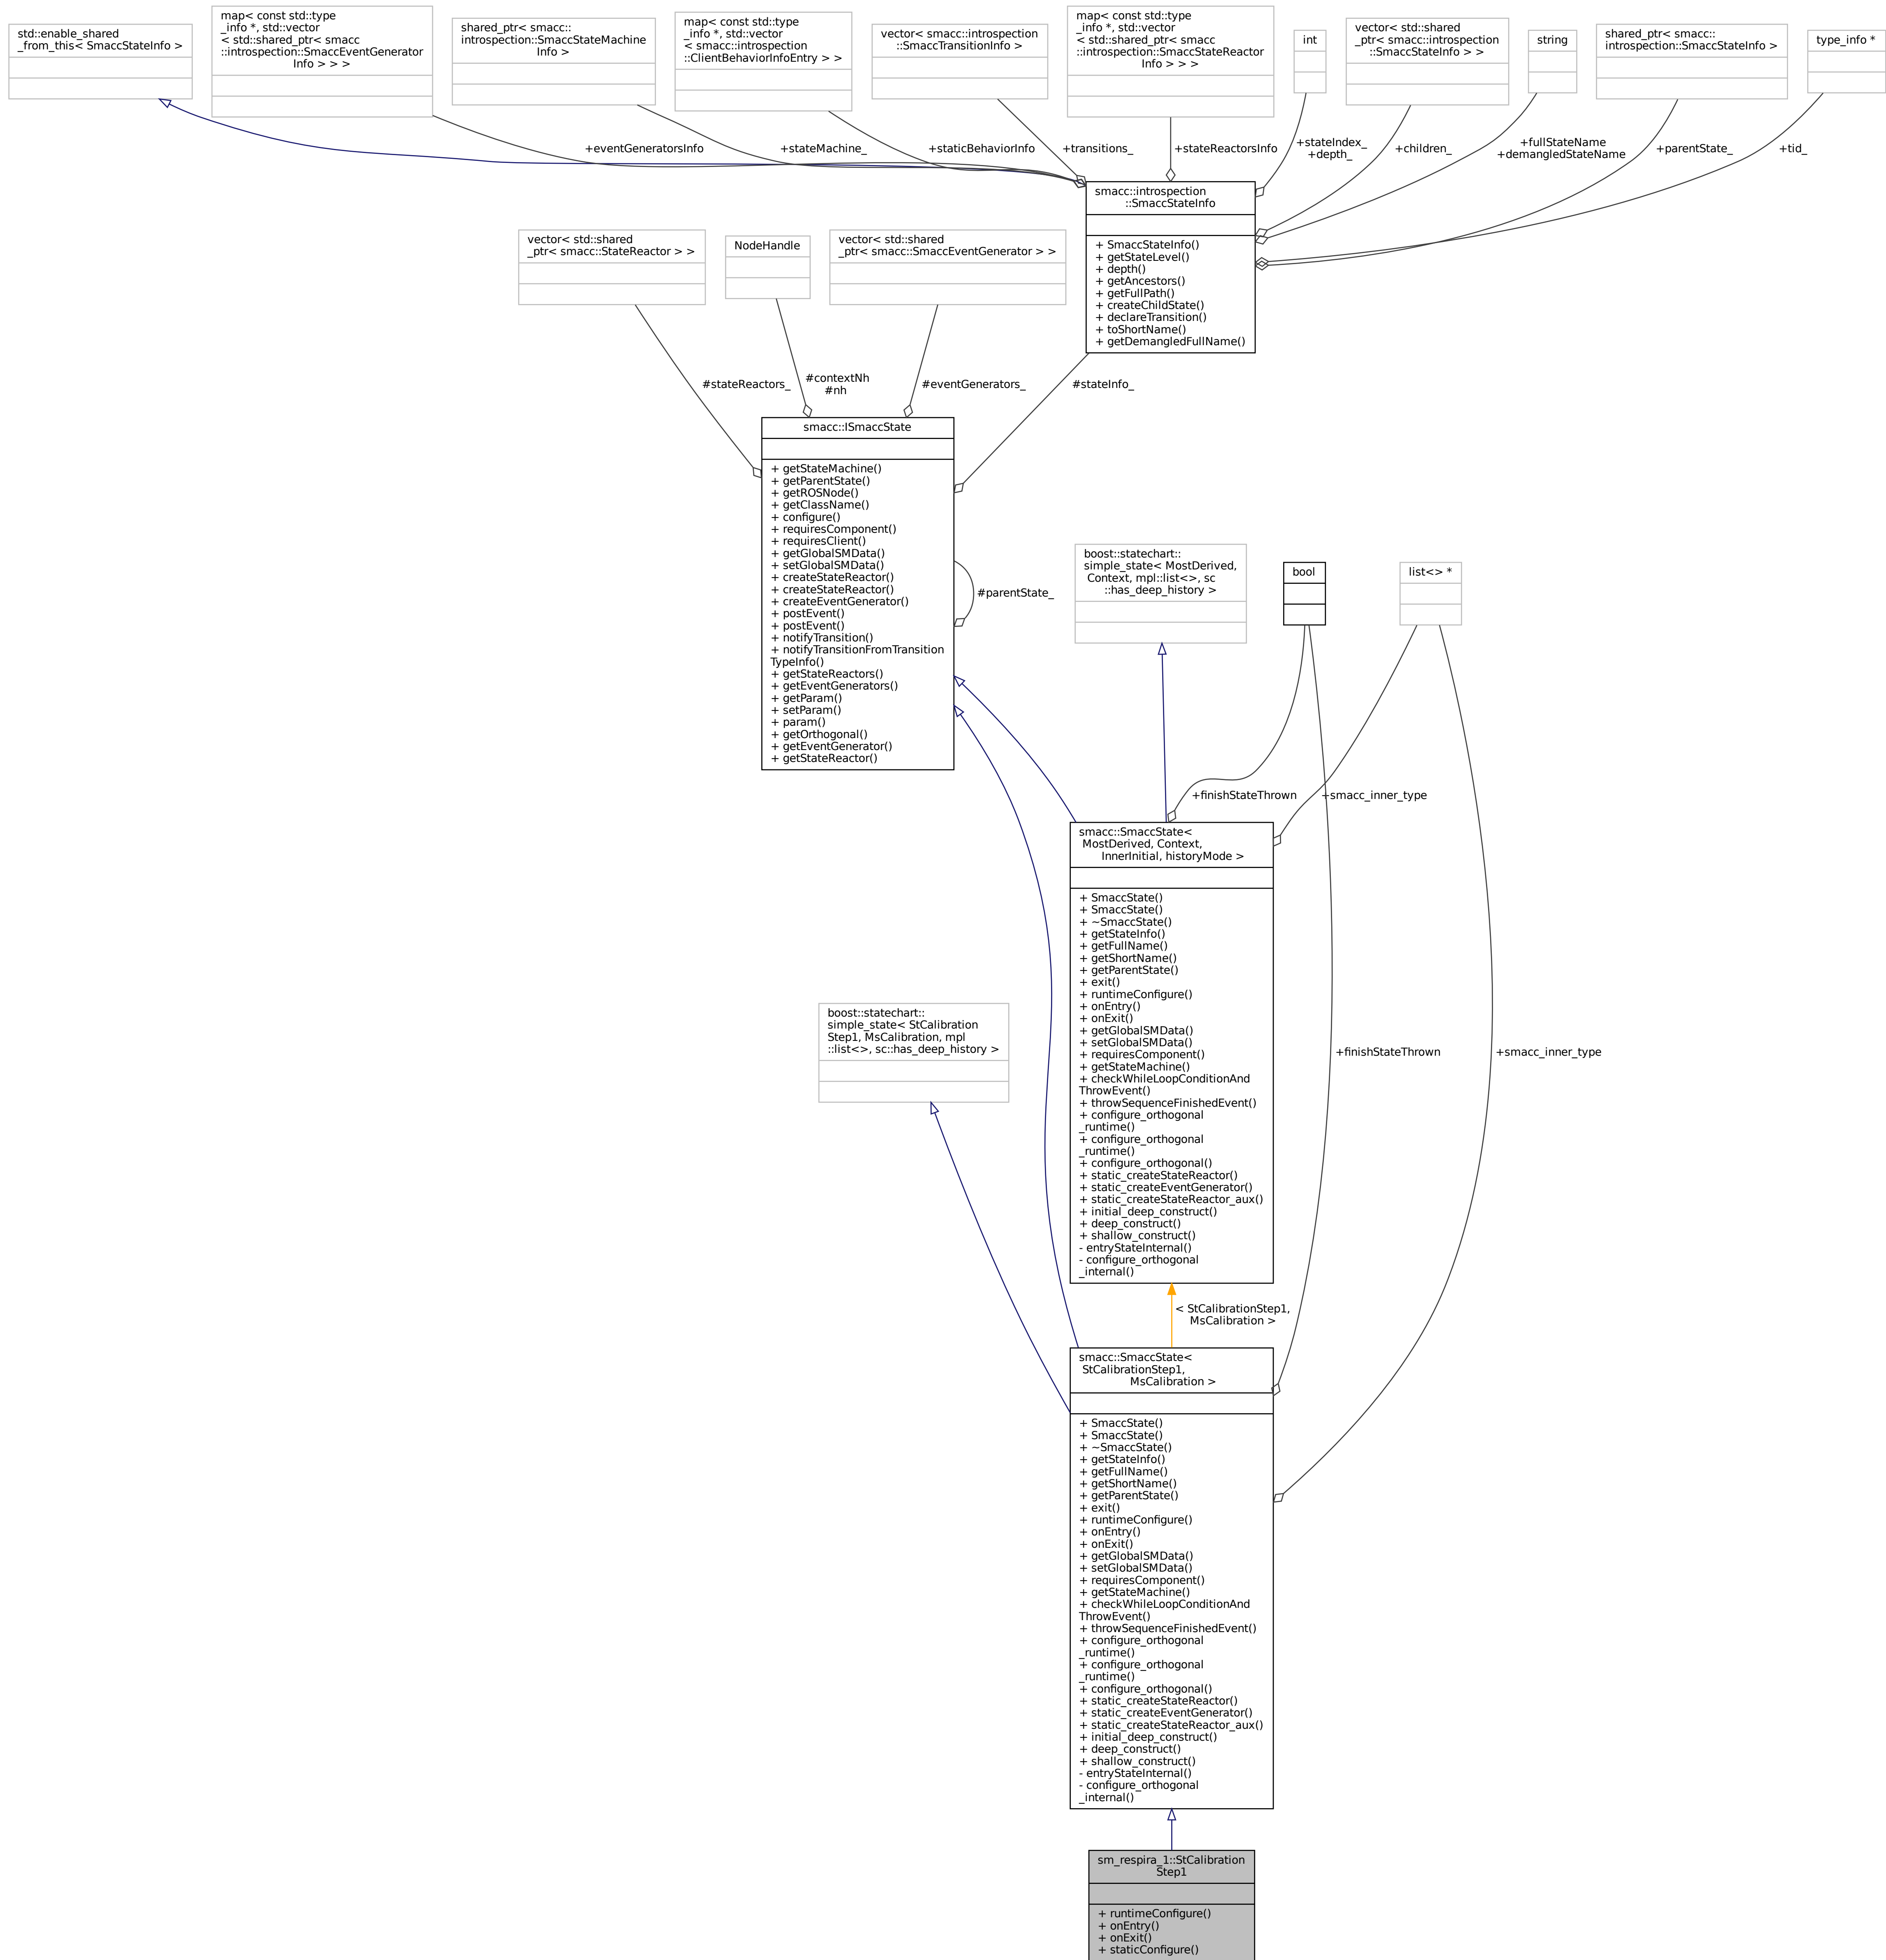 std::enable_shared
_from_this< SmaccStateInfo >
map< const std::type
_info *, std::vector
< std::shared_ptr< smacc
::introspection::SmaccEventGenerator
Info > > >
shared_ptr< smacc::
introspection::SmaccStateMachine
Info >
map< const std::type
_info *, std::vector
< smacc::introspection
::ClientBehaviorInfoEntry > >
vector< smacc::introspection
::SmaccTransitionInfo >
map< const std::type
_info *, std::vector
< std::shared_ptr< smacc
::introspection::SmaccStateReactor
Info > > >
int
vector< std::shared
_ptr< smacc::introspection
::SmaccStateInfo > >
string
shared_ptr< smacc::
introspection::SmaccStateInfo >
type_info *
+eventGeneratorsInfo
+stateMachine_
+staticBehaviorInfo
+transitions_
+stateReactorsInfo
+stateIndex_
+depth_
+children_
+fullStateName
+demangledStateName
+parentState_
+tid_
smacc::introspection
::SmaccStateInfo
+ SmaccStateInfo()
+ getStateLevel()
+ depth()
+ getAncestors()
+ getFullPath()
+ createChildState()
+ declareTransition()
+ toShortName()
+ getDemangledFullName()
vector< std::shared
_ptr< smacc::StateReactor > >
NodeHandle
vector< std::shared
_ptr< smacc::SmaccEventGenerator > >
#stateReactors_
#contextNh
#nh
#eventGenerators_
#stateInfo_
smacc::ISmaccState
+ getStateMachine()
+ getParentState()
+ getROSNode()
+ getClassName()
+ configure()
+ requiresComponent()
+ requiresClient()
+ getGlobalSMData()
+ setGlobalSMData()
+ createStateReactor()
+ createStateReactor()
+ createEventGenerator()
+ postEvent()
+ postEvent()
+ notifyTransition()
+ notifyTransitionFromTransition
TypeInfo()
+ getStateReactors()
+ getEventGenerators()
+ getParam()
+ setParam()
+ param()
+ getOrthogonal()
+ getEventGenerator()
+ getStateReactor()
#parentState_
boost::statechart::
simple_state< MostDerived,
Context, mpl::list<>, sc
::has_deep_history >
bool
list<> *
+finishStateThrown
+smacc_inner_type
smacc::SmaccState<
MostDerived, Context,
InnerInitial, historyMode >
+ SmaccState()
+ SmaccState()
+ ~SmaccState()
+ getStateInfo()
+ getFullName()
+ getShortName()
+ getParentState()
+ exit()
+ runtimeConfigure()
+ onEntry()
+ onExit()
+ getGlobalSMData()
+ setGlobalSMData()
+ requiresComponent()
+ getStateMachine()
+ checkWhileLoopConditionAnd
ThrowEvent()
+ throwSequenceFinishedEvent()
+ configure_orthogonal
_runtime()
+ configure_orthogonal
_runtime()
+ configure_orthogonal()
+ static_createStateReactor()
+ static_createEventGenerator()
+ static_createStateReactor_aux()
+ initial_deep_construct()
+ deep_construct()
+ shallow_construct()
- entryStateInternal()
- configure_orthogonal
_internal()
boost::statechart::
simple_state< StCalibration
Step1, MsCalibration, mpl
::list<>, sc::has_deep_history >
+finishStateThrown
+smacc_inner_type
< StCalibrationStep1,
MsCalibration >
smacc::SmaccState<
StCalibrationStep1,
MsCalibration >
+ SmaccState()
+ SmaccState()
+ ~SmaccState()
+ getStateInfo()
+ getFullName()
+ getShortName()
+ getParentState()
+ exit()
+ runtimeConfigure()
+ onEntry()
+ onExit()
+ getGlobalSMData()
+ setGlobalSMData()
+ requiresComponent()
+ getStateMachine()
+ checkWhileLoopConditionAnd
ThrowEvent()
+ throwSequenceFinishedEvent()
+ configure_orthogonal
_runtime()
+ configure_orthogonal
_runtime()
+ configure_orthogonal()
+ static_createStateReactor()
+ static_createEventGenerator()
+ static_createStateReactor_aux()
+ initial_deep_construct()
+ deep_construct()
+ shallow_construct()
- entryStateInternal()
- configure_orthogonal
_internal()
sm_respira_1::StCalibration
Step1
+ runtimeConfigure()
+ onEntry()
+ onExit()
+ staticConfigure()